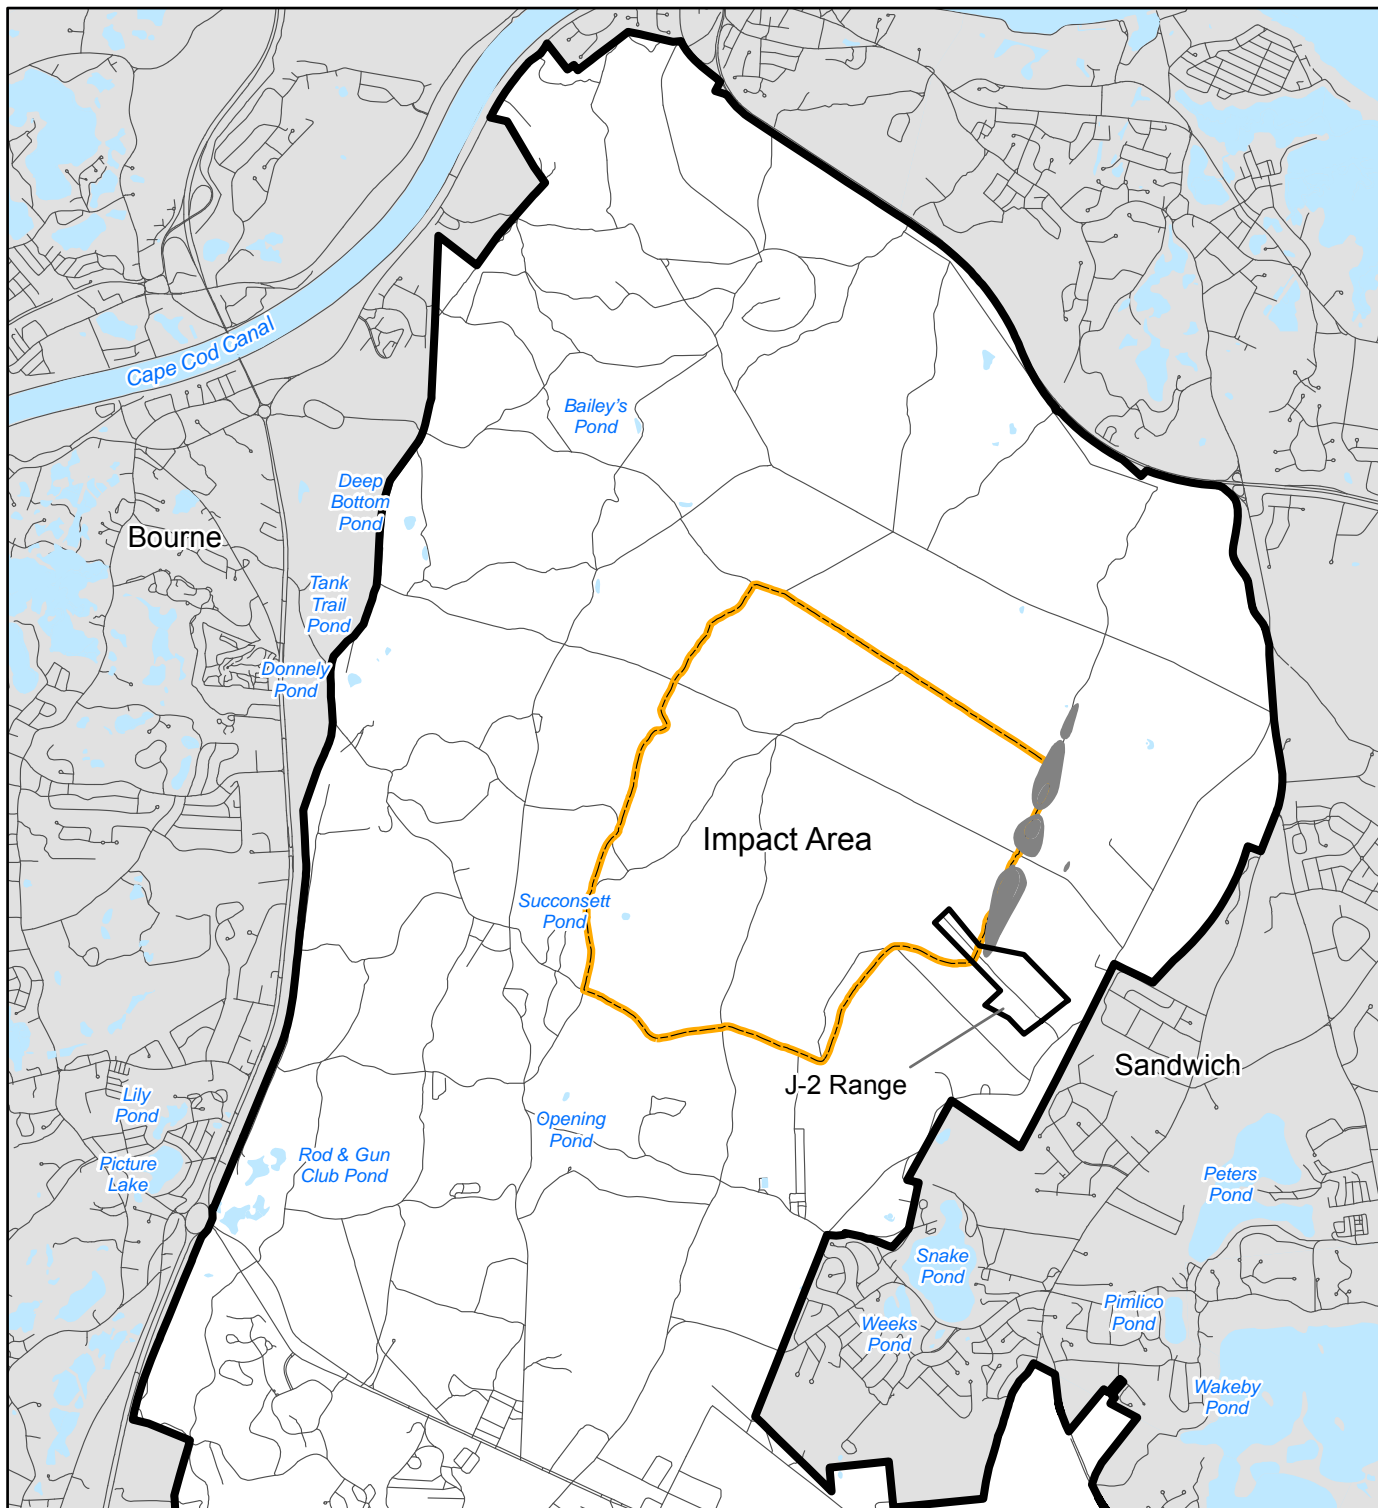 Cape Cod Canal
Bailey's
Pond
Deep
Bottom
Pond
Bourne
Tank
Trail
Pond
Donnely
Pond
Impact Area
Succonsett
Pond
Sandwich
J-2 Range
Lily
Pond
Opening
Pond
Rod & Gun
Club Pond
Picture
Lake
Peters
Pond
Snake
Pond
Pimlico
Pond
Weeks
Pond
Wakeby
Pond